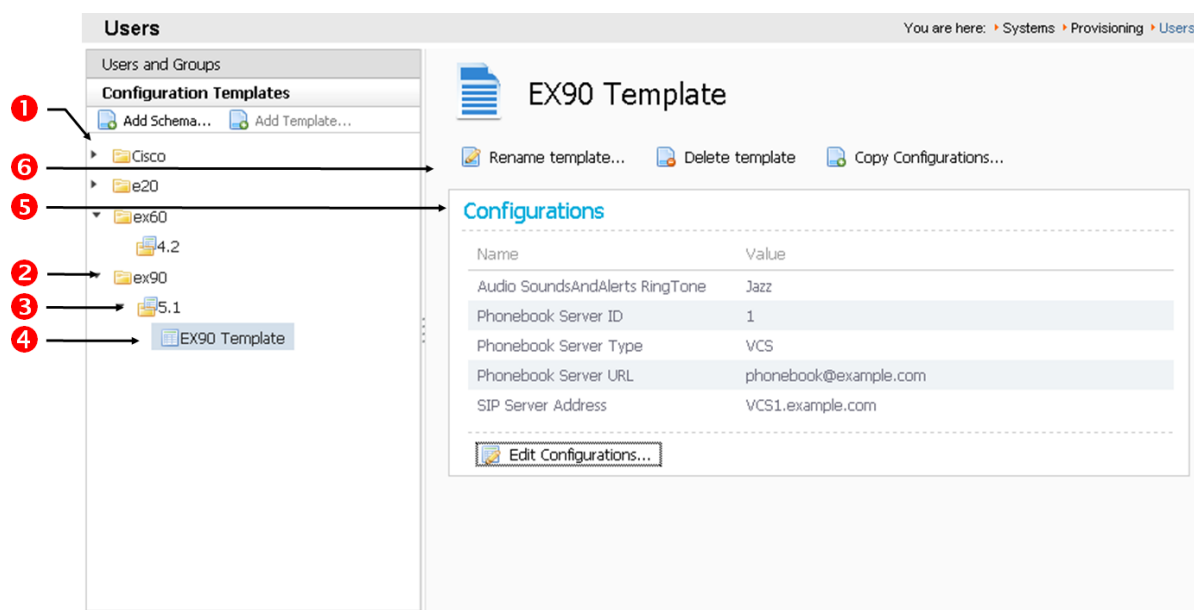 Users
You are here: Systems Provisioning Users
Users and Groups
Configuration Templates
Add Schema... Add Template...
1
Cisco
6
e20
5
ex60
4.2
2
ex90
3
5.1
4
EX90 Template
EX90 Template
Rename template... Delete template Copy Configurations...
Configurations
Name Value
Audio SoundsAndAlerts RingTone Jazz
Phonebook Server ID 1
Phonebook Server Type VCS
Phonebook Server URL phonebook@example.com
SIP Server Address VCS1.example.com
Edit Configurations...